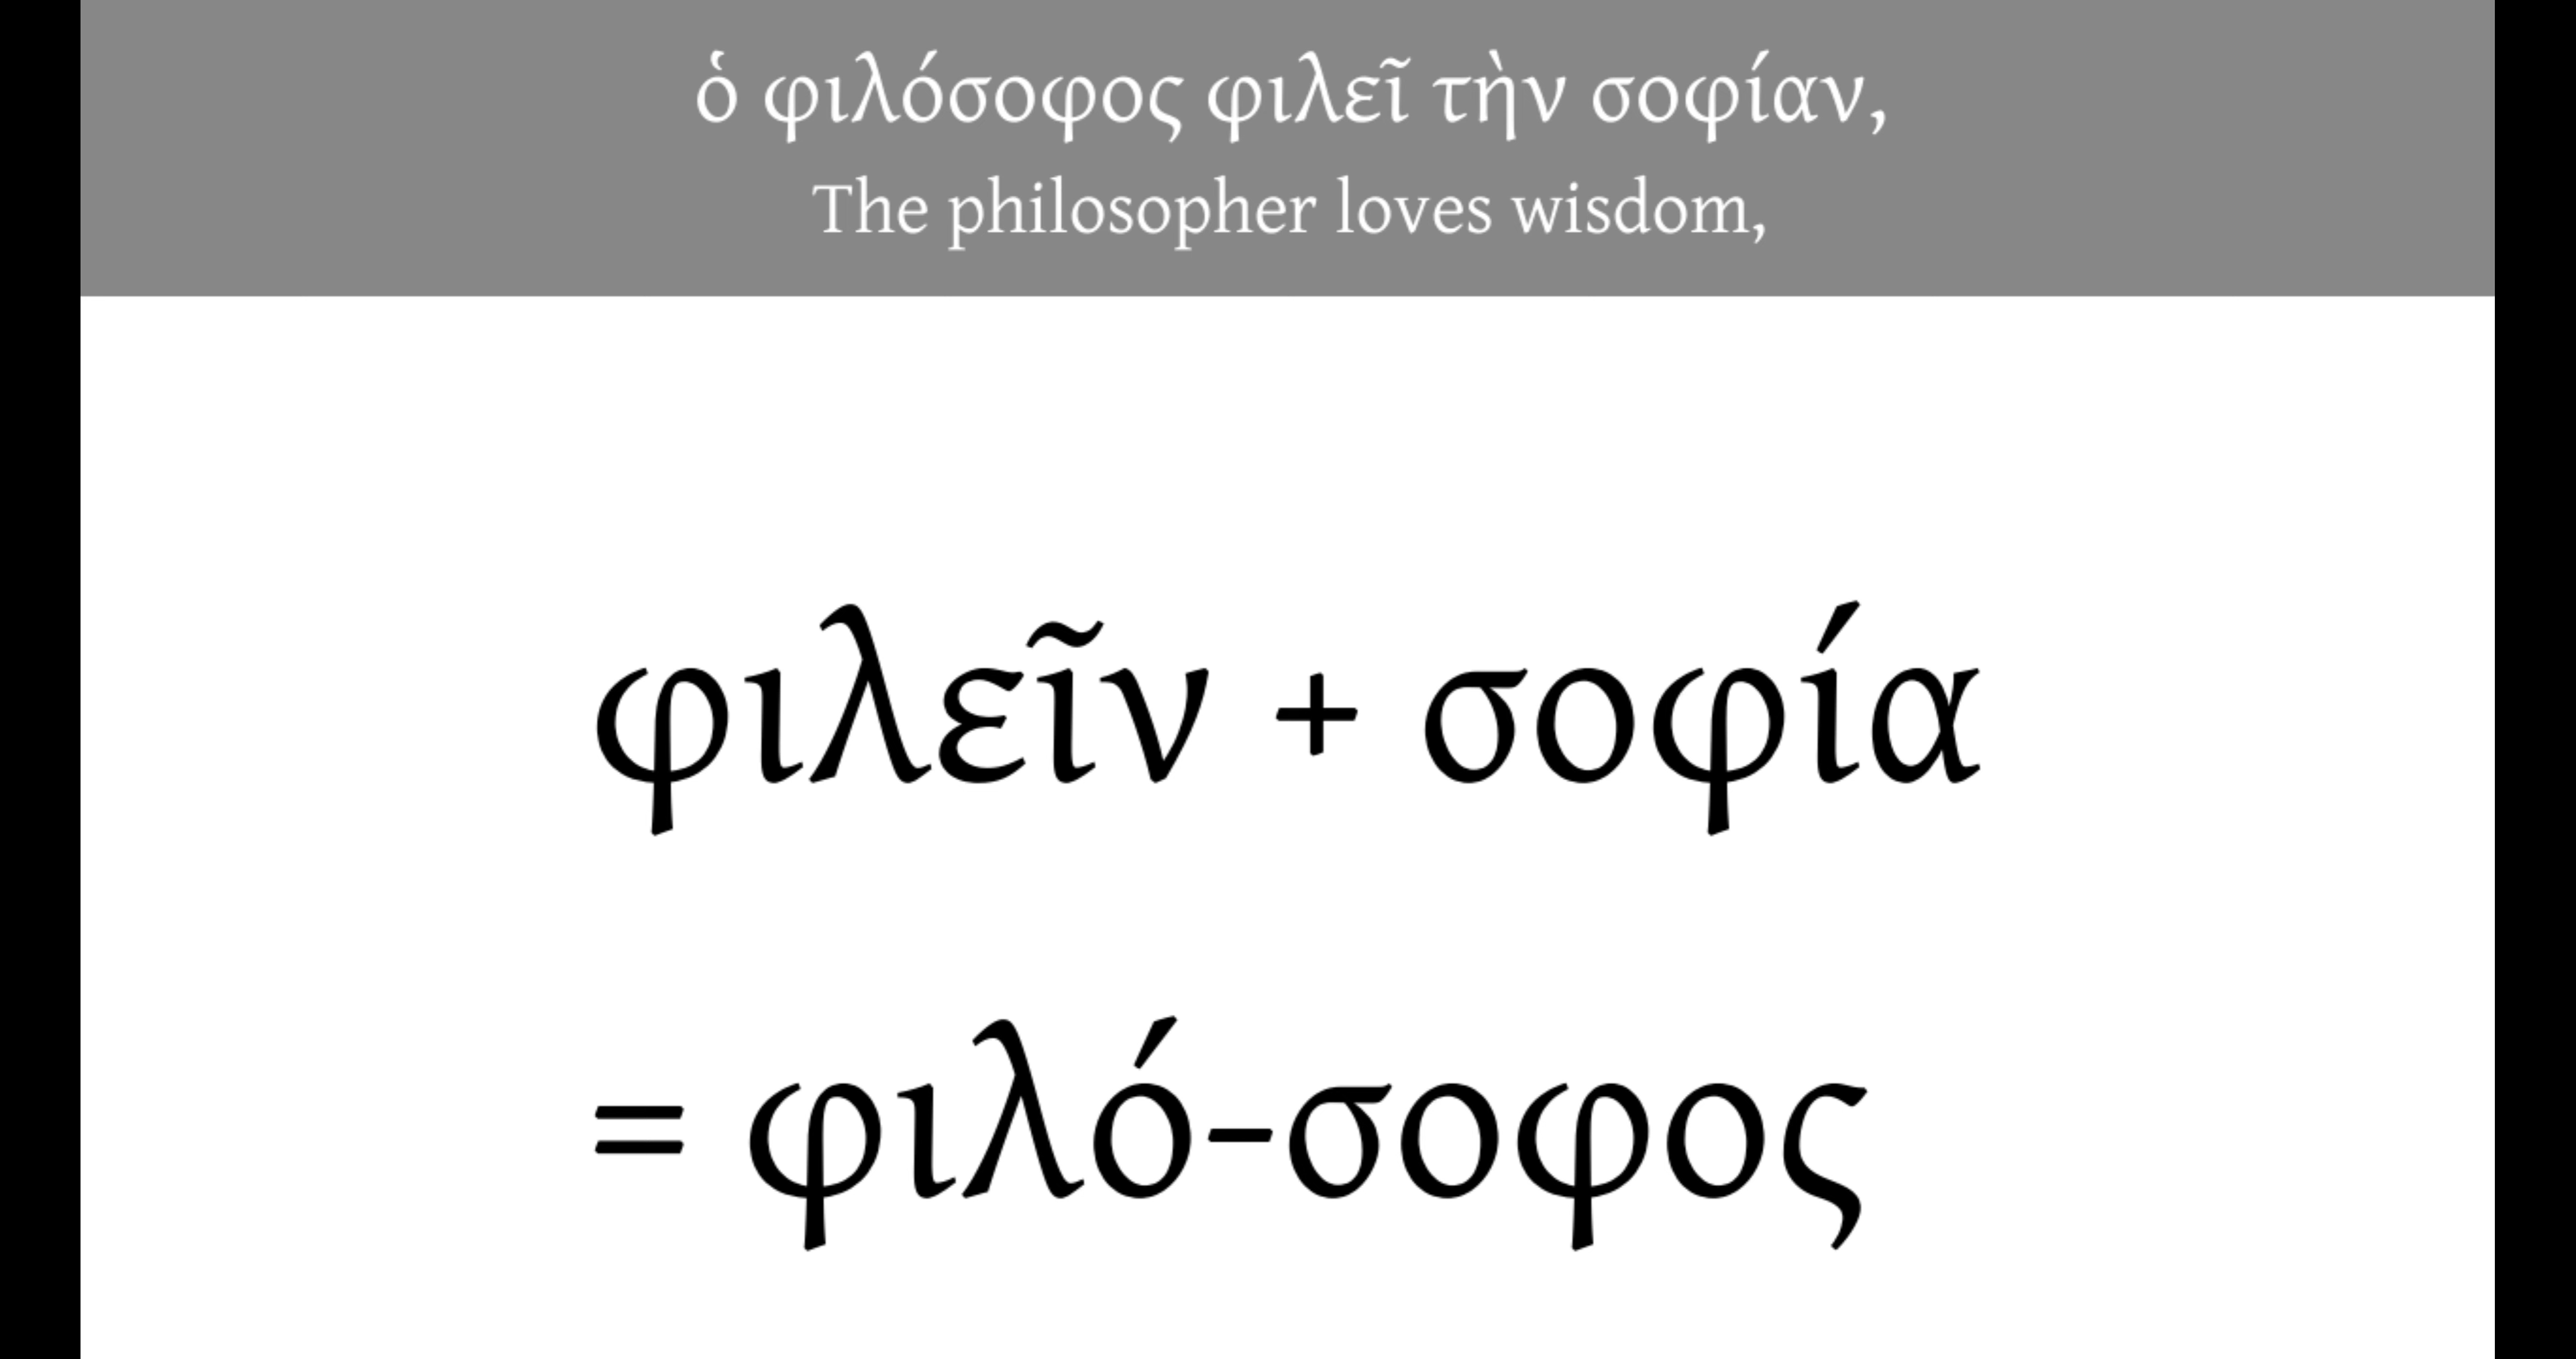 ὁ φιλόσοφος φιλεῖ τὴν σοφίαν,
The philosopher loves wisdom,
φιλεῖν + σοφία
= φιλό-σοφος